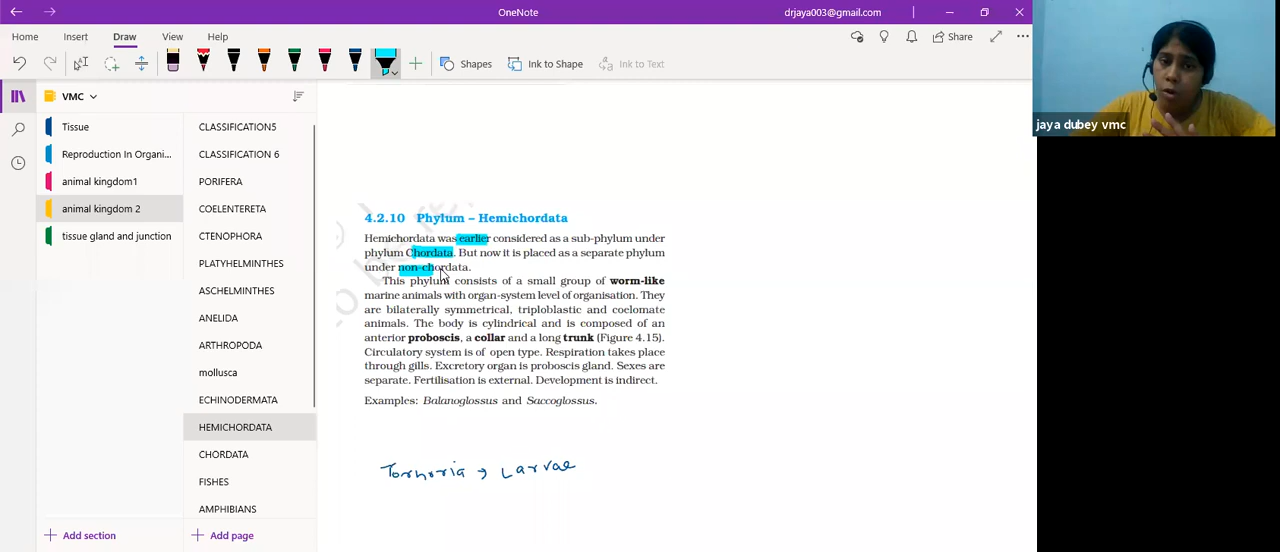 OneNote
drjaya003@gmail.com
Home Insert Draw View Help
Share
Shapes Ink to Shape Ink to Text
VMC
Tissue
Reproduction In Organi...
animal kingdom1
animal kingdom 2
tissue gland and junction
Add section
CLASSIFICATION5
CLASSIFICATION 6
PORIFERA
COELENTERETA
CTENOPHORA
PLATYHELMINTHES
ASCHELMINTHES
ANELIDA
ARTHROPODA
mollusca
ECHINODERMATA
HEMICHORDATA
CHORDATA
FISHES
AMPHIBIANS
Add page
4.2.10 Phylum – Hemichordata
Hemichordata was earlier considered as a sub-phylum under
phylum Chordata. But now it is placed as a separate phylum
under non-chordata.
This phylum consists of a small group of worm-like
marine animals with organ-system level of organisation. They
are bilaterally symmetrical, triploblastic and coelomate
animals. The body is cylindrical and is composed of an
anterior proboscis, a collar and a long trunk (Figure 4.15).
Circulatory system is of open type. Respiration takes place
through gills. Excretory organ is proboscis gland. Sexes are
separate. Fertilisation is external. Development is indirect.
Examples: Balanoglossus and Saccoglossus.
Tornoria → Larvae
jaya dubey vmc